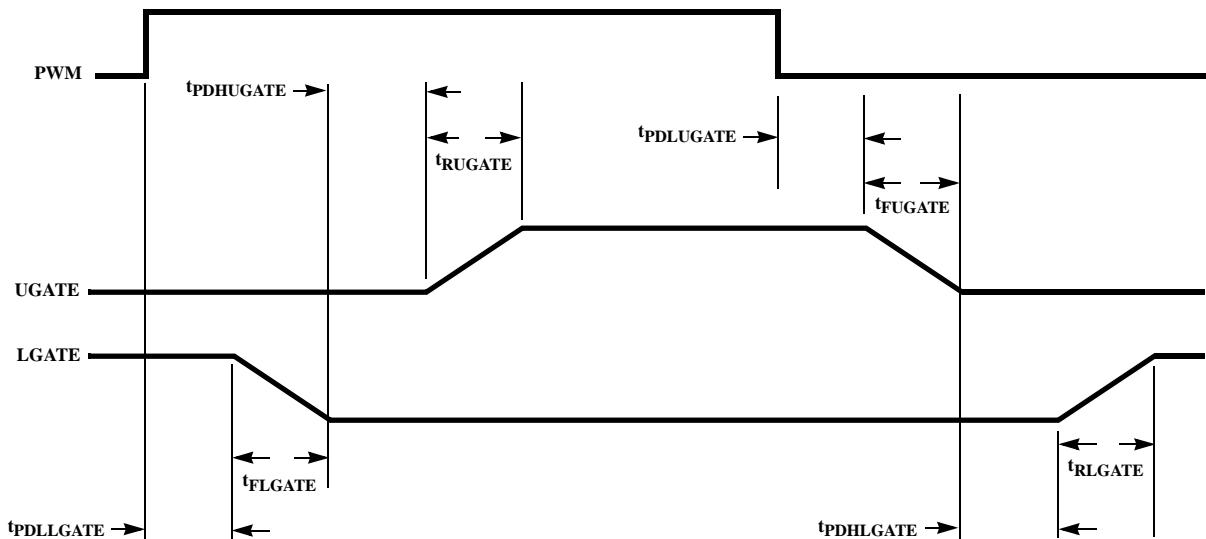 PWM
tPDHUGATE
tPDLUGATE
tRUGATE
tFUGATE
UGATE
LGATE
tRLGATE
tFLGATE
tPDLLGATE
tPDHLGATE